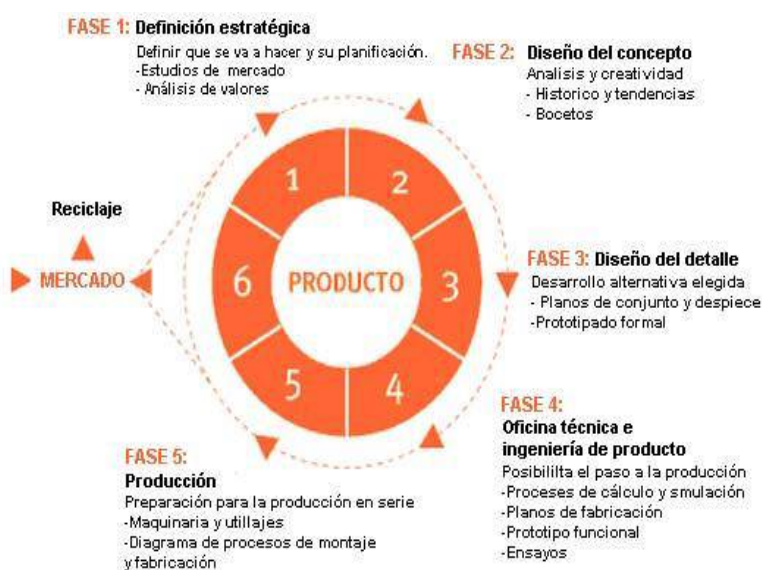 FASE 1: Definición estratégica
Definir que se va a hacer y su planificación.
-Estudios de mercado
- Análisis de valores
FASE 2: Diseño del concepto
Analisis y creatividad
- Historico y tendencias
- Bocetos
Reciclaje
MERCADO
1
2
3
4
5
6
PRODUCTO
FASE 3: Diseño del detalle
Desarrollo alternativa elegida
- Planos de conjunto y despiece
-Prototipado formal
FASE 4:
Oficina técnica e
ingeniería de producto
Posibililta el paso a la producción
-Proceses de cálculo y smulación
-Planos de fabricación
-Prototipo funcional
-Ensayos
FASE 5:
Producción
Preparación para la producción en serie
-Maquinaria y utillajes
-Diagrama de procesos de montaje
y fabricación